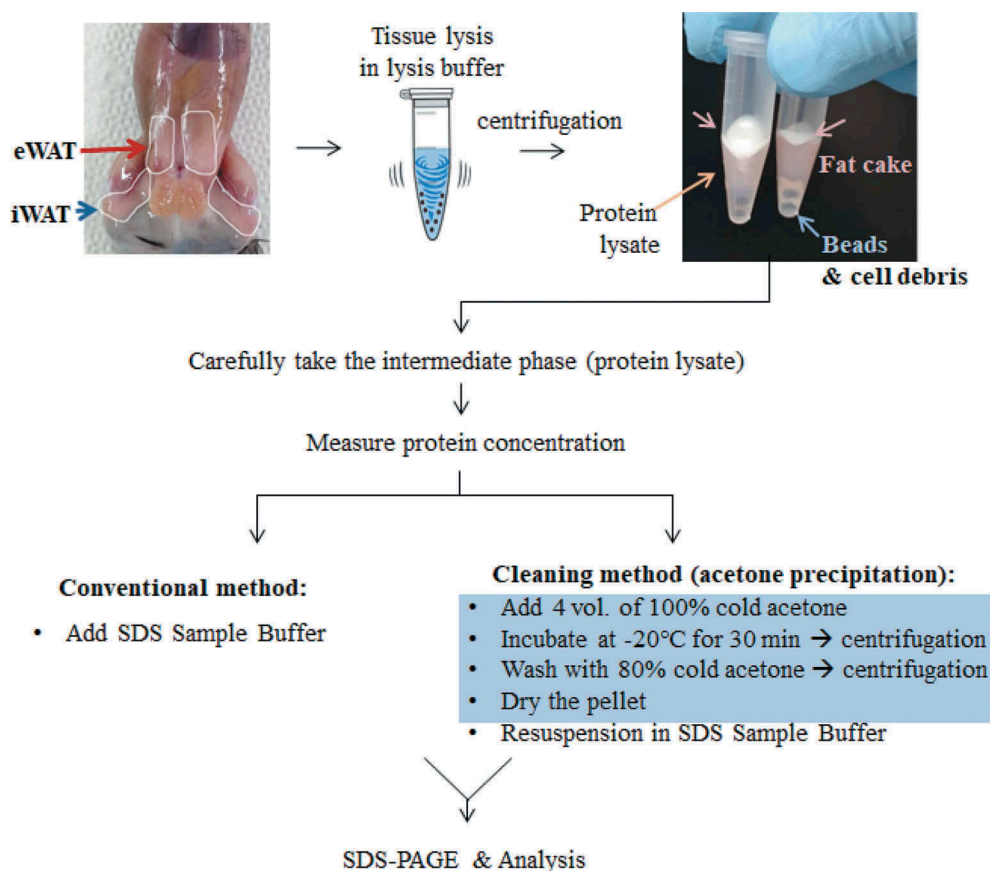 Tissue lysis
in lysis buffer
centrifugation
eWAT
iWAT
Fat cake
Protein
lysate
Beads
& cell debris
Carefully take the intermediate phase (protein lysate)
Measure protein concentration
Conventional method:
• Add SDS Sample Buffer
Cleaning method (acetone precipitation):
• Add 4 vol. of 100% cold acetone
• Incubate at -20°C for 30 min → centrifugation
• Wash with 80% cold acetone → centrifugation
• Dry the pellet
• Resuspension in SDS Sample Buffer
SDS-PAGE & Analysis